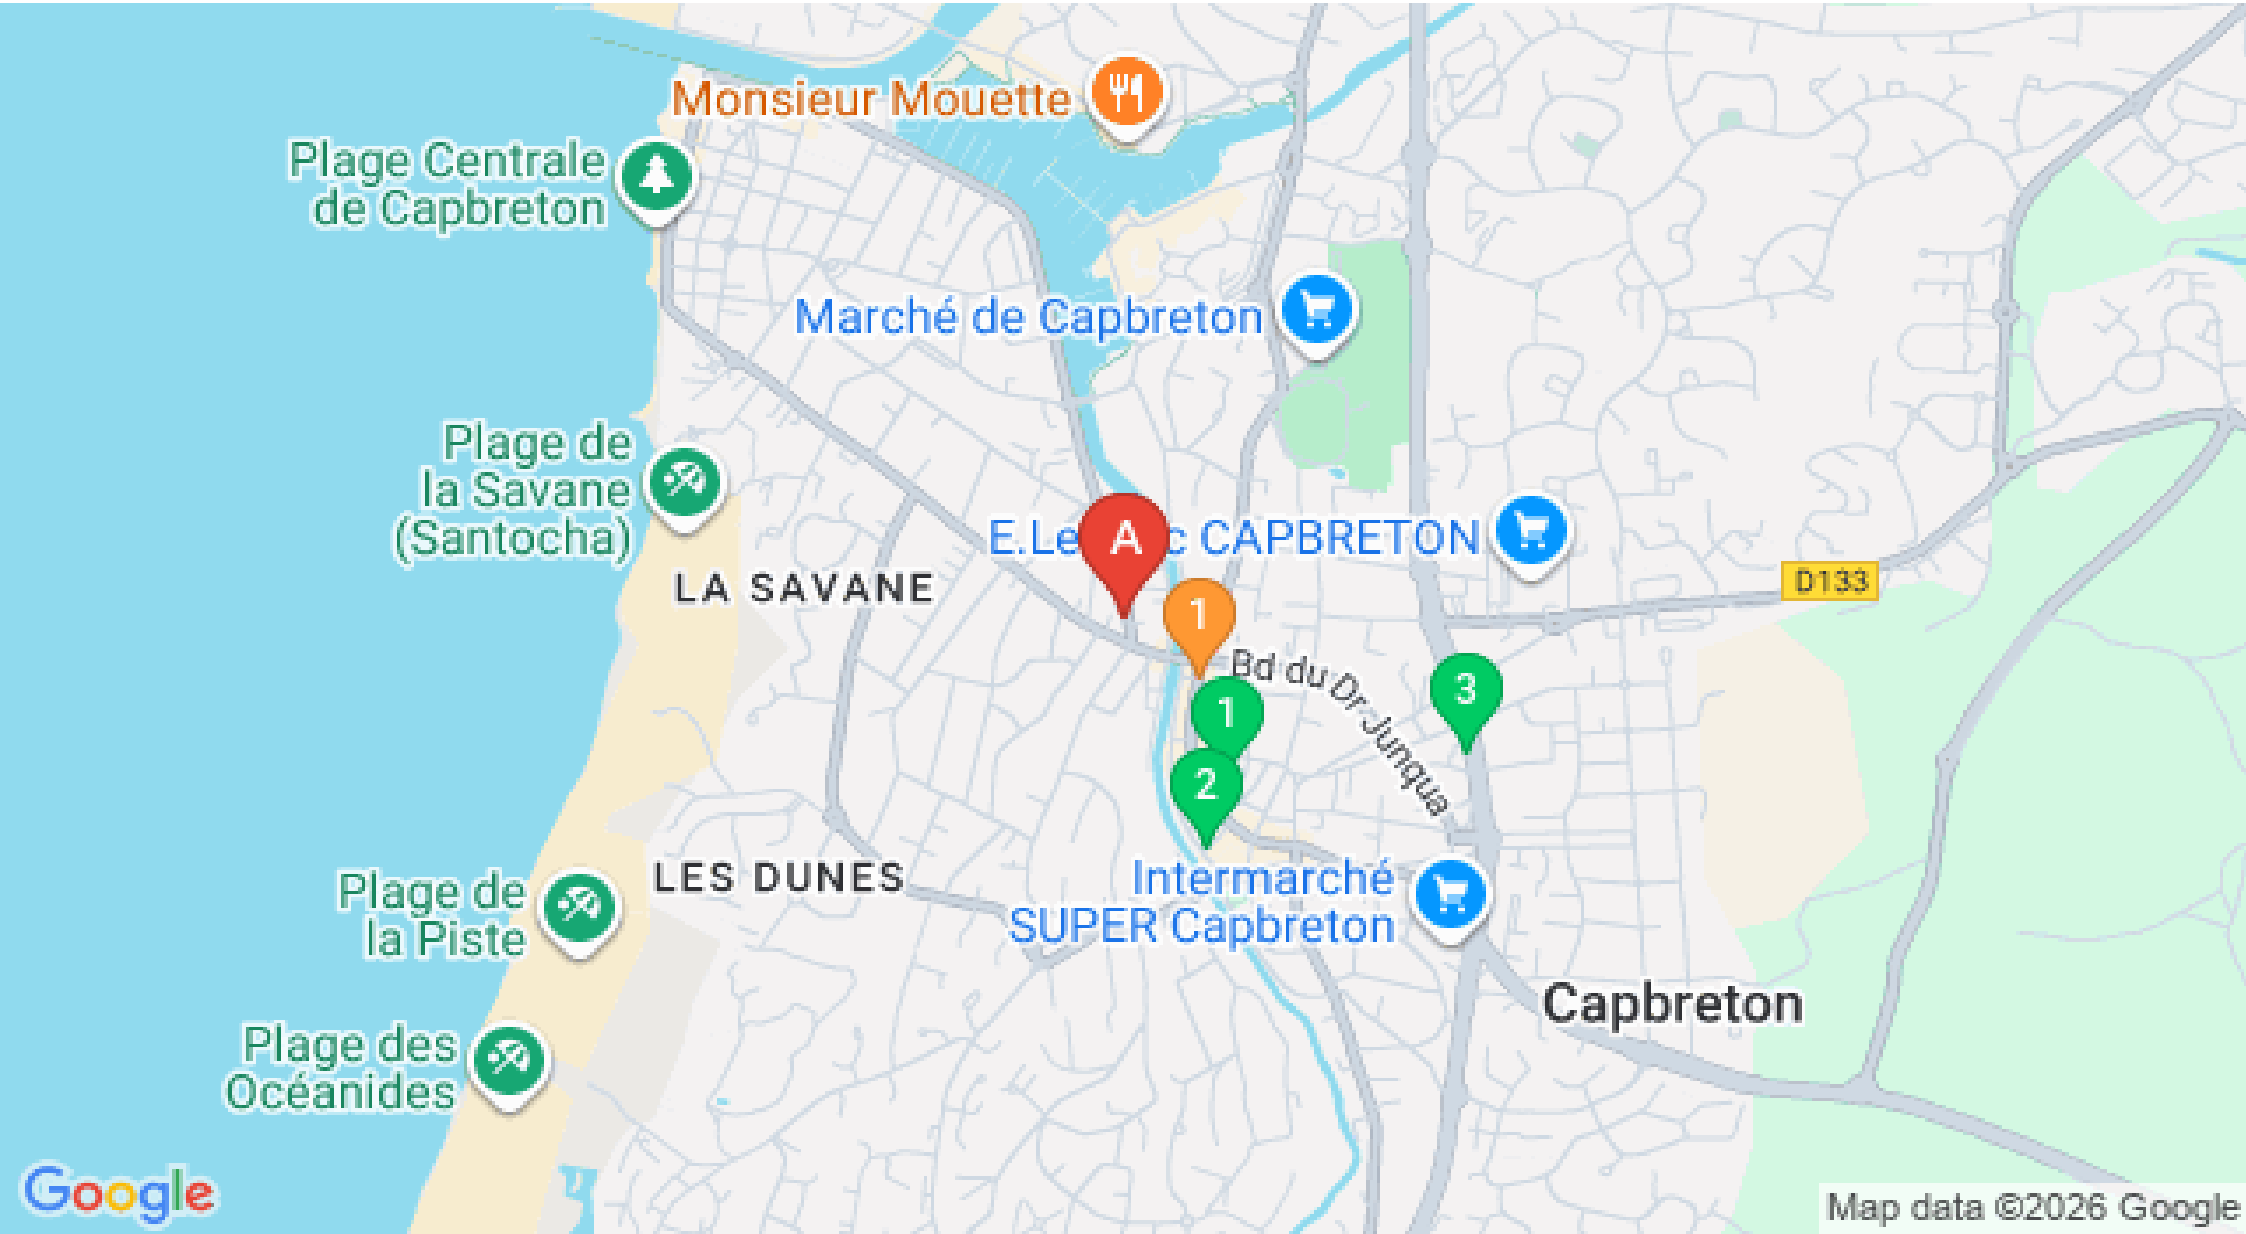 Monsieur Mouette
Plage Centrale
de Capbreton
Marché de Capbreton
Plage de
la Savane
(Santocha)
A
CAPBRETON
LA SAVANE
D133
1
Bd du Dr Junqua
3
1
2
LES DUNES
Intermarché
SUPER Capbreton
Plage de
la Piste
Capbreton
Plage des
Océanides
Google
Map data ©2026 Google